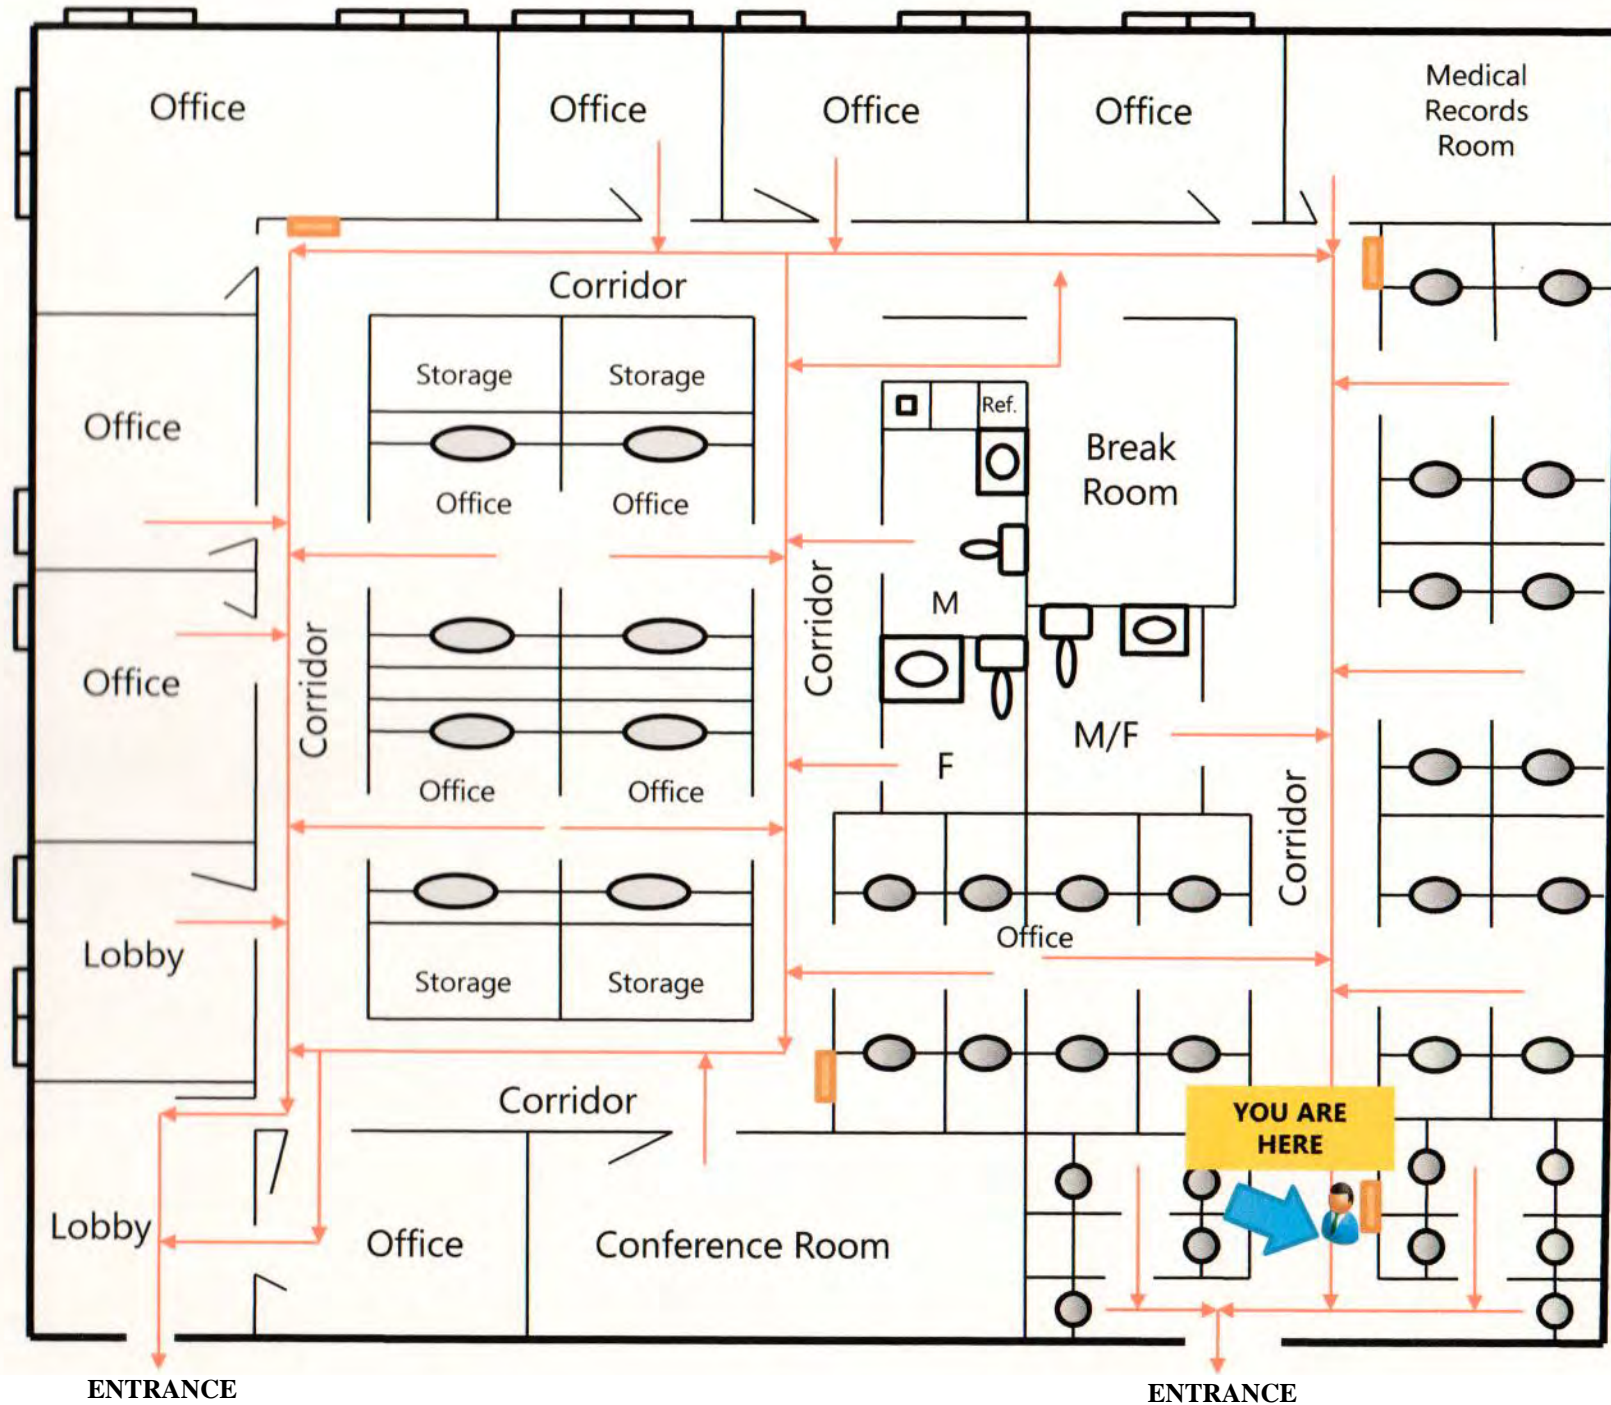 Office
Office
Office
Office
Medical
Records
Room
Corridor
Storage
Storage
Ref.
Office
Break
Room
Office
Office
Corridor
Corridor
M
Office
M/F
F
Office
Office
Corridor
Office
Lobby
Storage
Storage
Corridor
YOU ARE
HERE
Lobby
Office
Conference Room
ENTRANCE
ENTRANCE